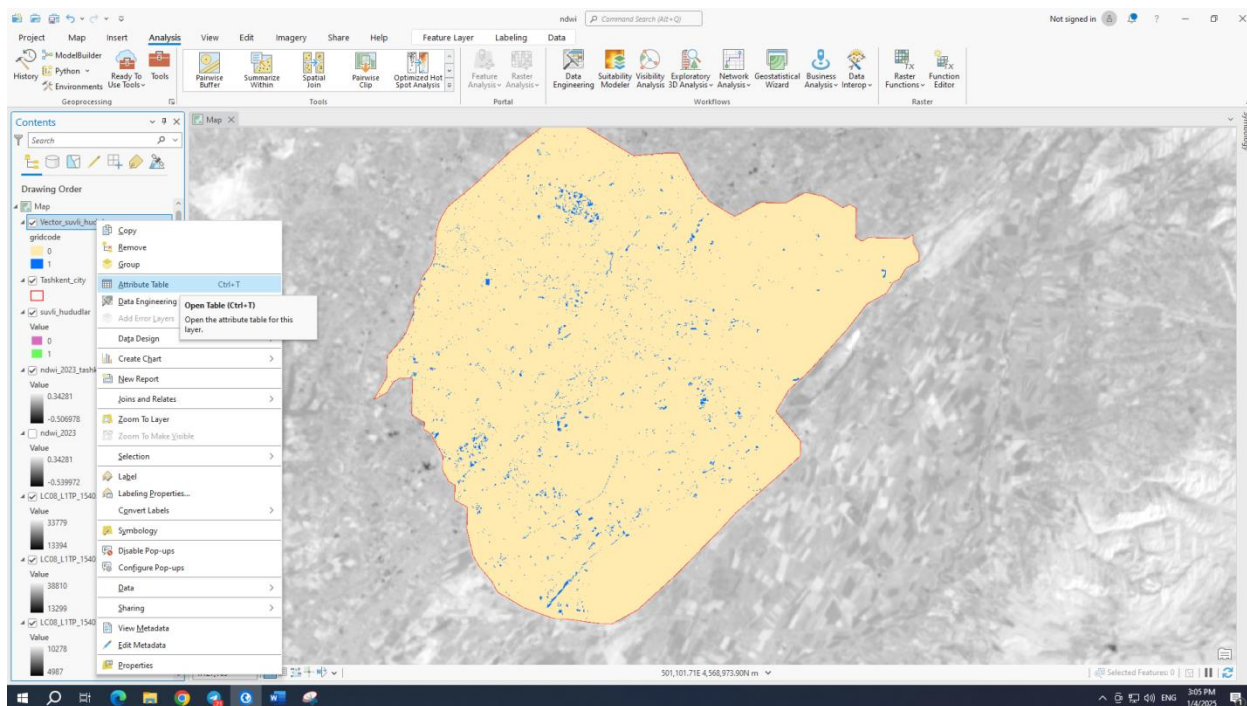 ndwi
Command Search (Alt+Q)
Not signed in
?
Project Map Insert Analysis View Edit Imagery Share Help Feature Layer Labeling Data
History
ModelBuilder
Python
Environments
Ready To Use Tools
Tools
Pairwise Buffer
Summarize Within
Spatial Join
Pairwise Clip
Optimized Hot Spot Analysis
Feature Analysis
Raster Analysis
Data Engineering
Suitability Modeler
Visibility Analysis
Exploratory 3D Analysis
Network Analysis
Geostatistical Wizard
Business Analysis
Data Interop
Raster Functions
Function Editor
Geoprocessing Tools Portal Workflows Raster
Contents
Map
Symbology
Search
Drawing Order
Map
Vector_suvli_hud
gridcode
0
1
Tashkent_city
suvli_hududlar
Value
0
1
ndwi_2023_tashk
Value
0.34281
-0.506978
ndwi_2023
Value
0.34281
-0.539972
LC08_L1TP_1540
Value
33779
13394
LC08_L1TP_1540
Value
38810
13299
LC08_L1TP_1540
Value
10278
4987
Copy
Remove
Group
Attribute Table Ctrl+T
Data Engineering
Add Error Layers
Data Design
Create Chart
New Report
Joins and Relates
Zoom To Layer
Zoom To Make Visible
Selection
Label
Labeling Properties...
Convert Labels
Symbology
Disable Pop-ups
Configure Pop-ups
Data
Sharing
View Metadata
Edit Metadata
Properties
Open Table (Ctrl+T)
Open the attribute table for this layer.
301,101.71E 4,568,973.90N m
Selected Features: 0
ENG
3:05 PM
1/4/2025